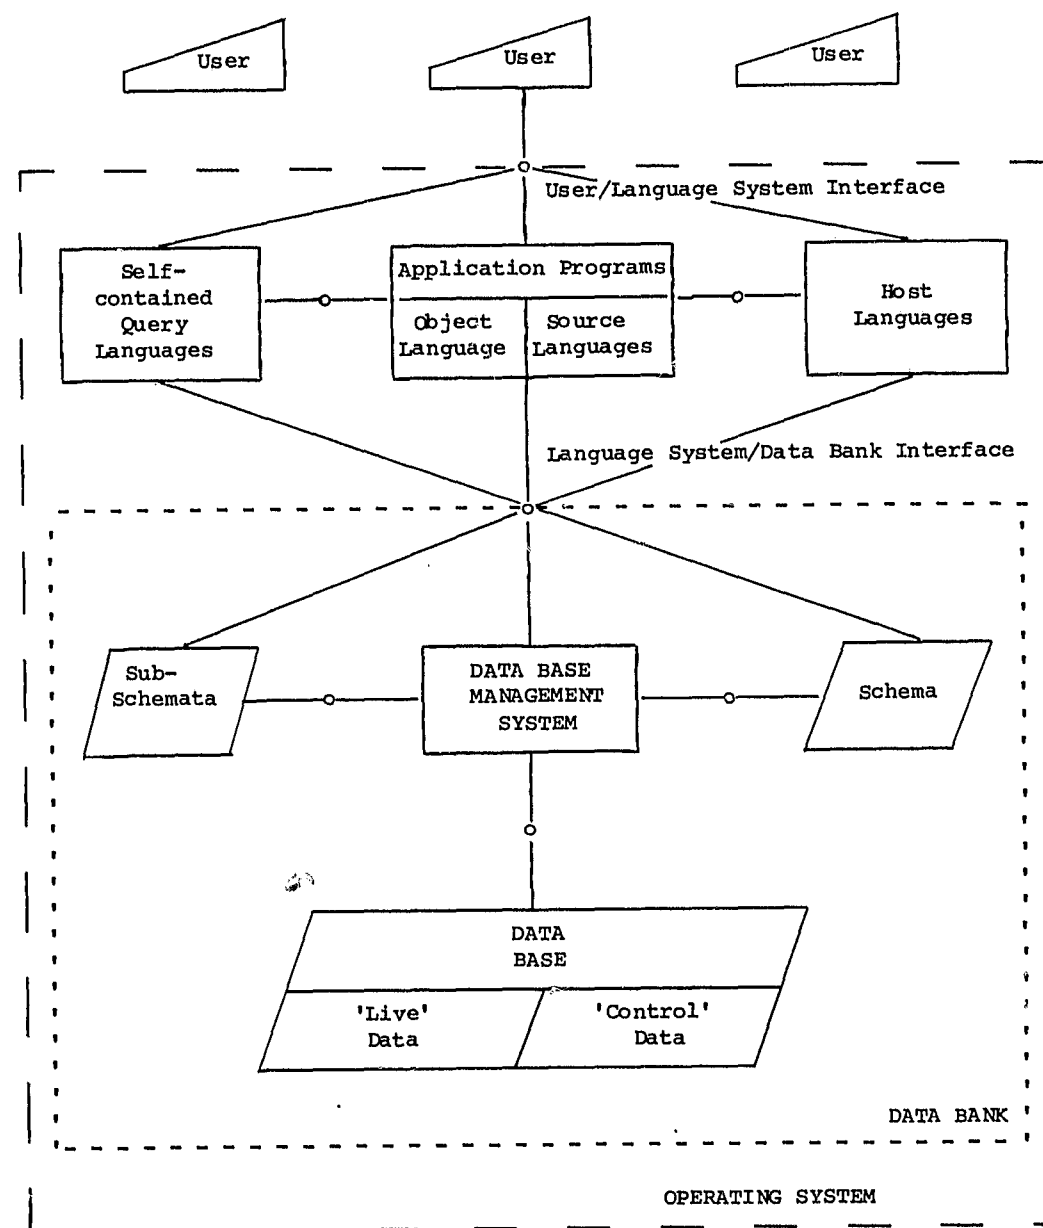 User
User
User
User/Language System Interface
Self-
contained
Query
Languages
Application Programs
Object
Language
Source
Languages
Host
Languages
Language System/Data Bank Interface
Sub-
Schemata
DATA BASE
MANAGEMENT
SYSTEM
Schema
DATA
BASE
'Live'
Data
'Control'
Data
DATA BANK
OPERATING SYSTEM